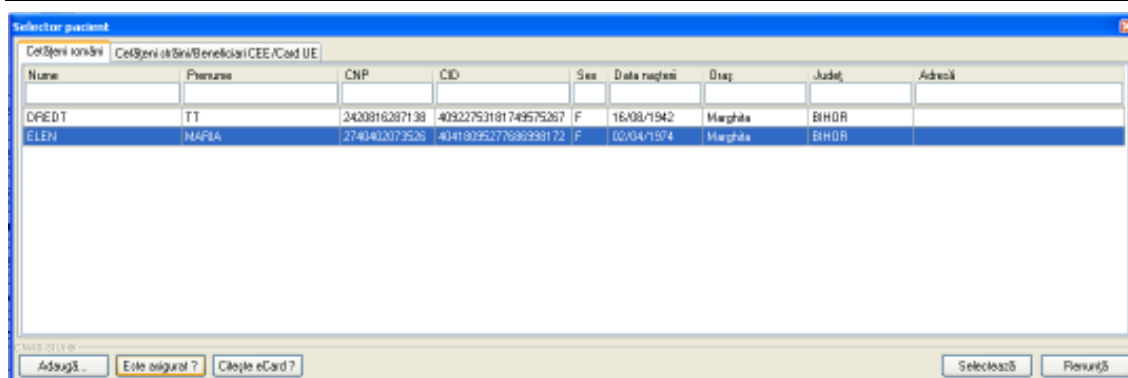 Selector pacient
Cetățeni români Cetățeni străini/Beneficiari CEE/Card UE
Nume Prenume CNP CID Sex Data nașterii Oraș Județ Adresă
DREDT TT 2420816287138 40922753181749575267 F 16/08/1942 Marghita BIHOR
ELEN MARIA 2740402073526 40418095277686998172 F 02/04/1974 Marghita BIHOR
Adaugă... Este asigurat ? Citește eCard ? Selectează Renunță